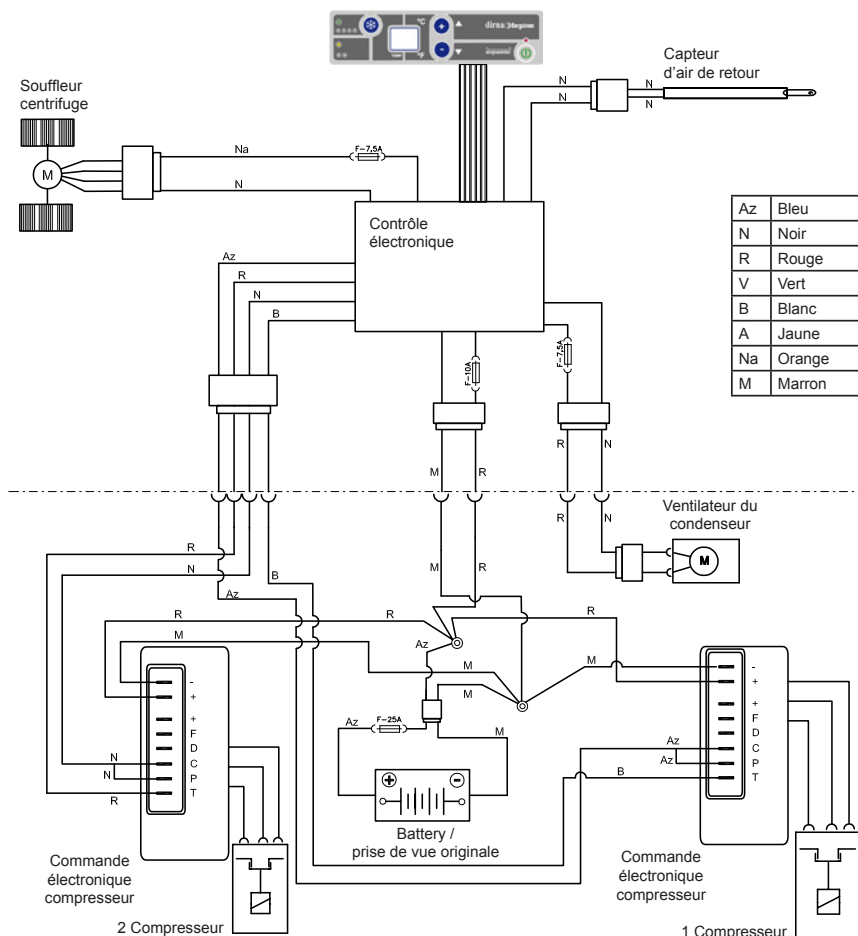 °C
°F
dirna Bergstrom
Souffleur
centrifuge
Capteur
d'air de retour
N
N
N
N
M
Na
N
F-7,5A
Contrôle
électronique
Az Bleu
N Noir
R Rouge
V Vert
B Blanc
A Jaune
Na Orange
M Marron
Az
R
N
B
F-10A
F-7,5A
M
R
R
N
Ventilateur du
condenseur
M
R
N
Az
B
M
R
R
N
R
M
R
Az
M
M
R
M
-
+
+
F
D
C
P
T
N
N
R
Az
F-25A
M
Battery /
prise de vue originale
Az
Az
B
-
+
+
F
D
C
P
T
Commande
électronique
compresseur
2 Compresseur
Commande
électronique
compresseur
1 Compresseur